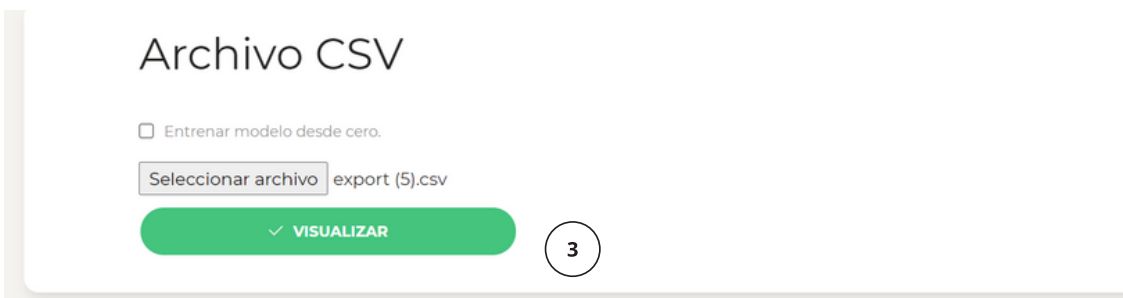 Archivo CSV
Entrenar modelo desde cero.
Seleccionar archivo export (5).csv
VISUALIZAR
3